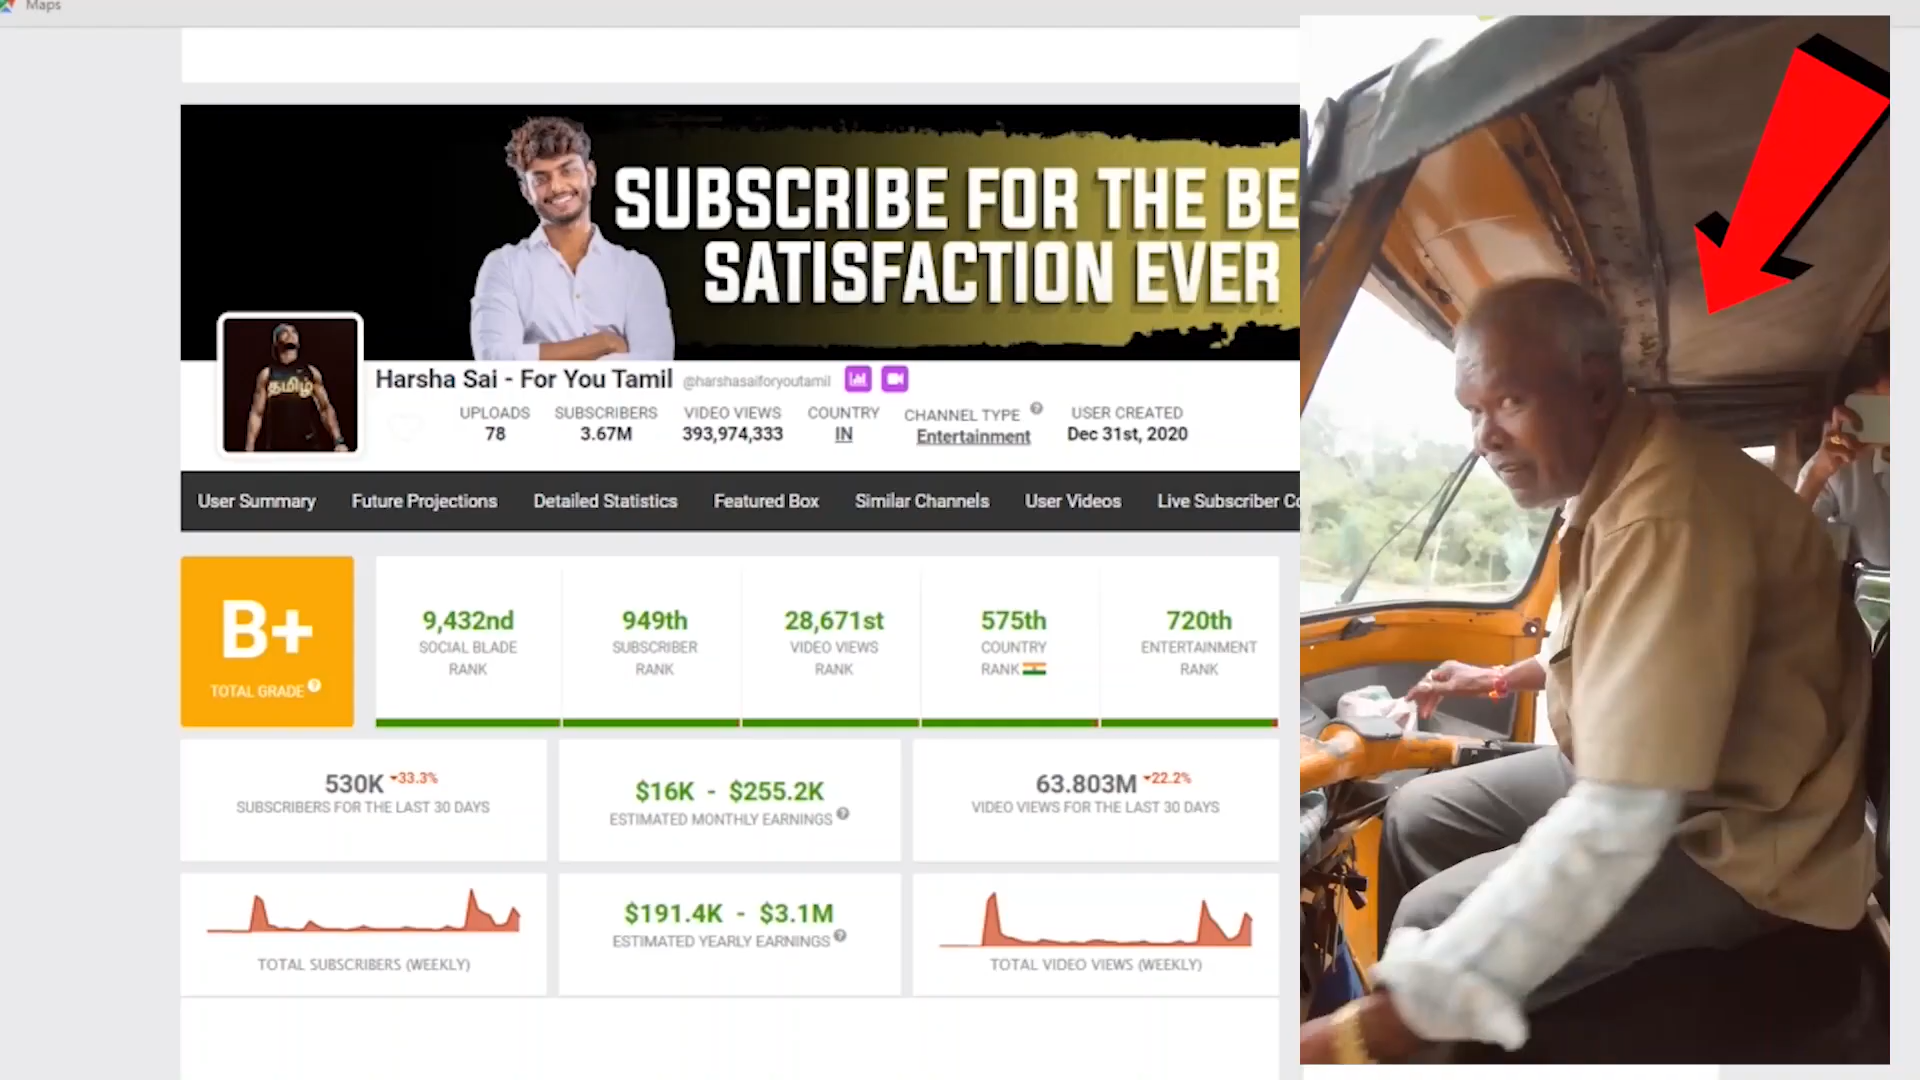 Maps
SUBSCRIBE FOR THE BE
SATISFACTION EVER
தமிழ்
Harsha Sai - For You Tamil @harshasaiforyoutamil
UPLOADS SUBSCRIBERS VIDEO VIEWS COUNTRY CHANNEL TYPE ? USER CREATED
78 3.67M 393,974,333 IN Entertainment Dec 31st, 2020
User Summary Future Projections Detailed Statistics Featured Box Similar Channels User Videos Live Subscriber Co
B+
TOTAL GRADE ?
9,432nd
SOCIAL BLADE
RANK
949th
SUBSCRIBER
RANK
28,671st
VIDEO VIEWS
RANK
575th
COUNTRY
RANK
720th
ENTERTAINMENT
RANK
530K -33.3%
SUBSCRIBERS FOR THE LAST 30 DAYS
$16K - $255.2K
ESTIMATED MONTHLY EARNINGS ?
63.803M -22.2%
VIDEO VIEWS FOR THE LAST 30 DAYS
TOTAL SUBSCRIBERS (WEEKLY)
$191.4K - $3.1M
ESTIMATED YEARLY EARNINGS ?
TOTAL VIDEO VIEWS (WEEKLY)